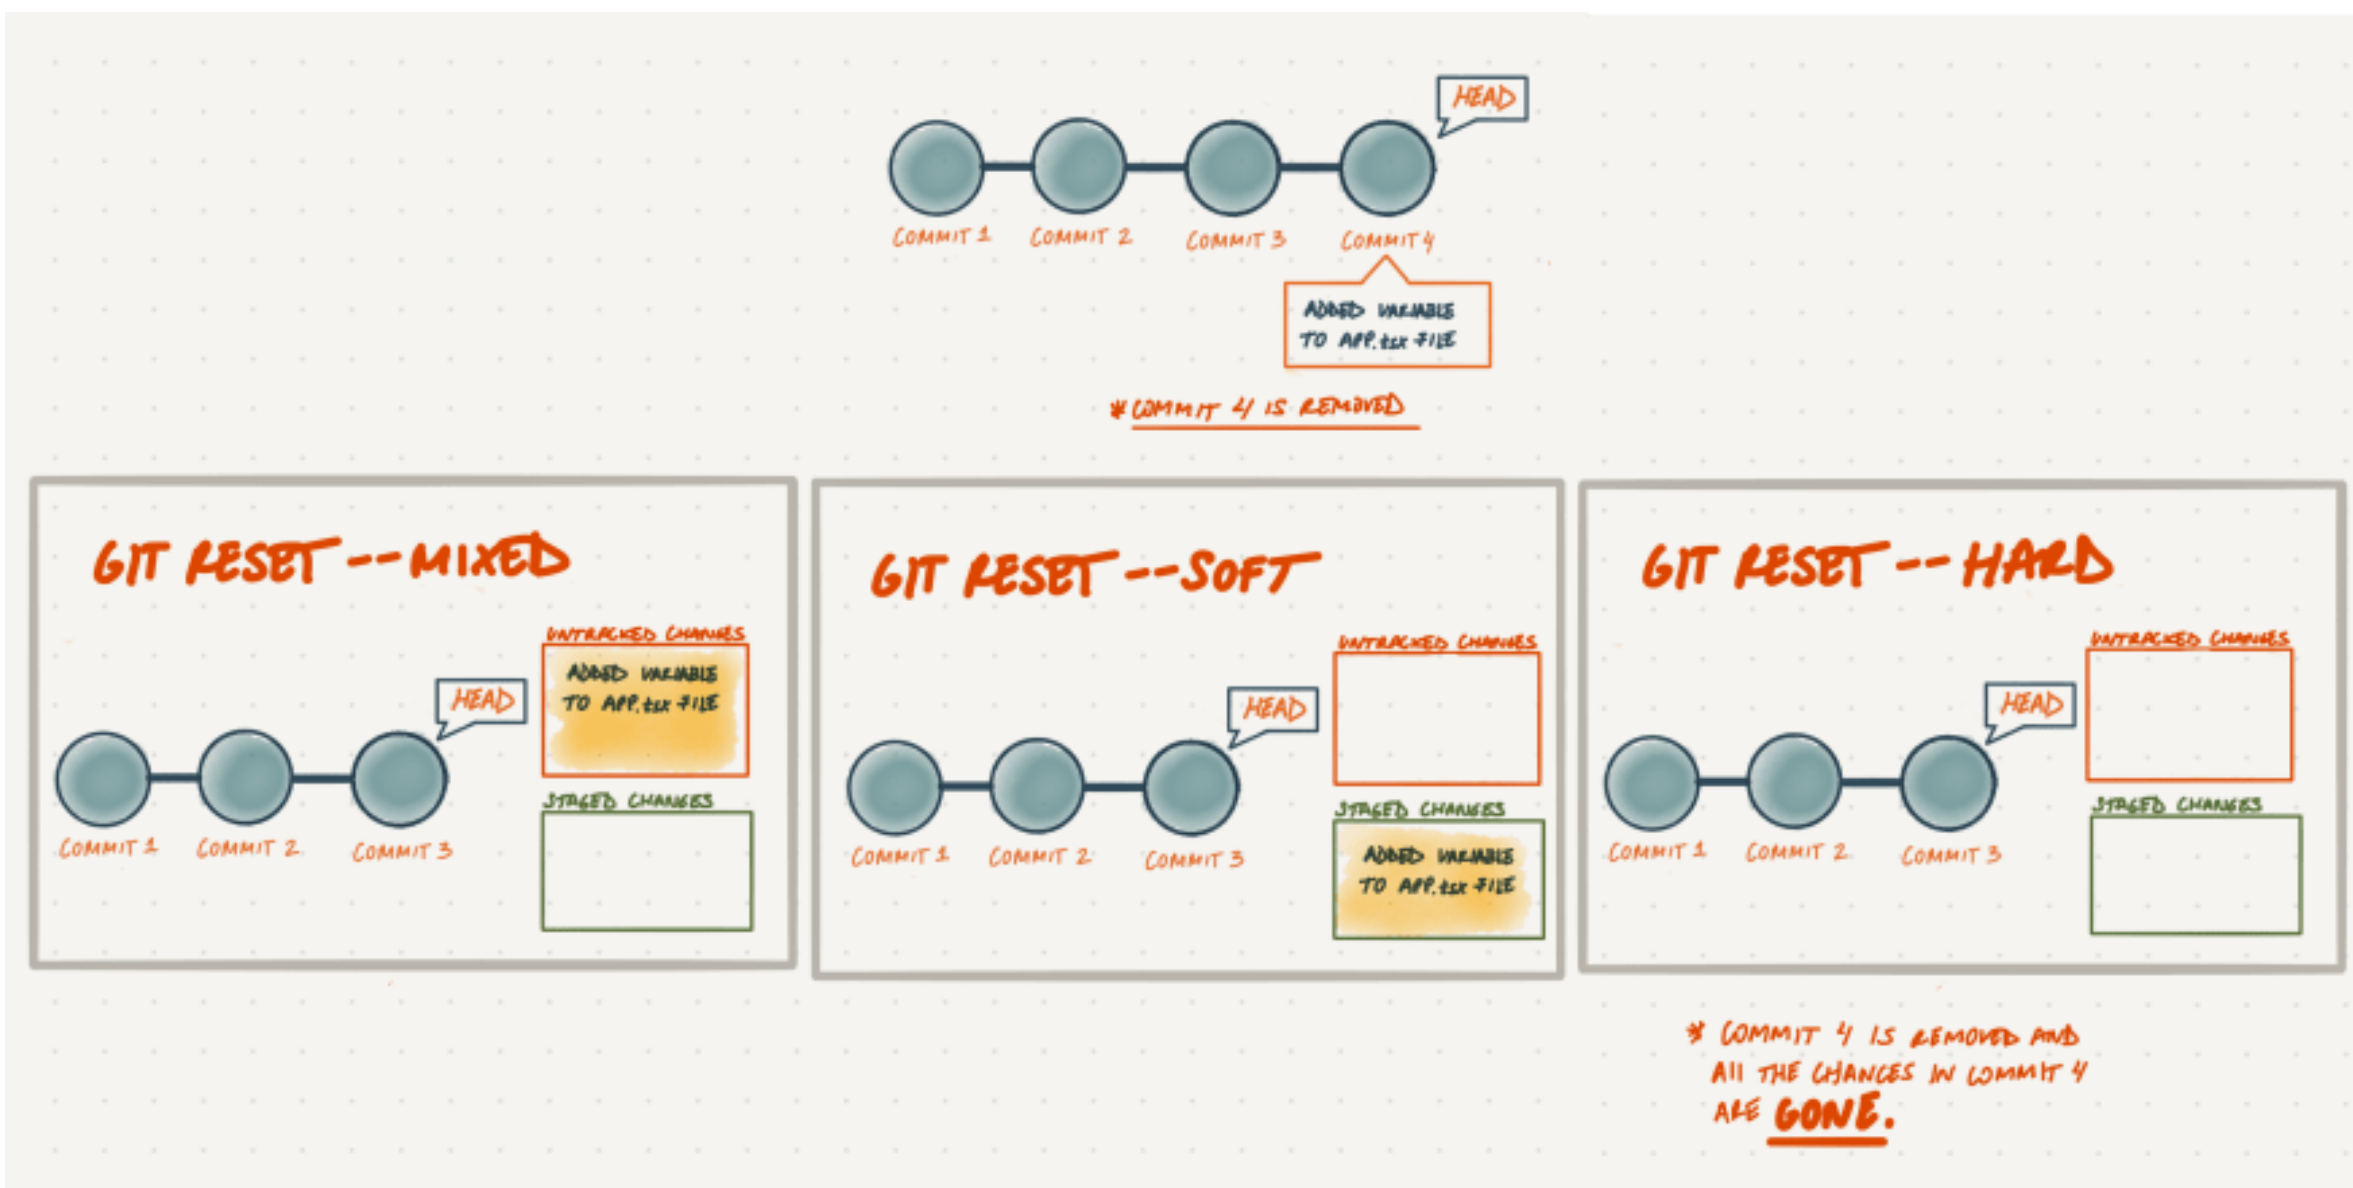 HEAD
COMMIT 1
COMMIT 2
COMMIT 3
COMMIT 4
ADDED VARIABLE
TO APP.tsx FILE
* COMMIT 4 IS REMOVED
GIT RESET --MIXED
UNTRACKED CHANGES
ADDED VARIABLE
TO APP.tsx FILE
HEAD
STAGED CHANGES
COMMIT 1
COMMIT 2
COMMIT 3
GIT RESET --SOFT
UNTRACKED CHANGES
HEAD
STAGED CHANGES
ADDED VARIABLE
TO APP.tsx FILE
COMMIT 1
COMMIT 2
COMMIT 3
GIT RESET --HARD
UNTRACKED CHANGES
HEAD
STAGED CHANGES
COMMIT 1
COMMIT 2
COMMIT 3
* COMMIT 4 IS REMOVED AND
All THE CHANGES IN COMMIT 4
ARE GONE.